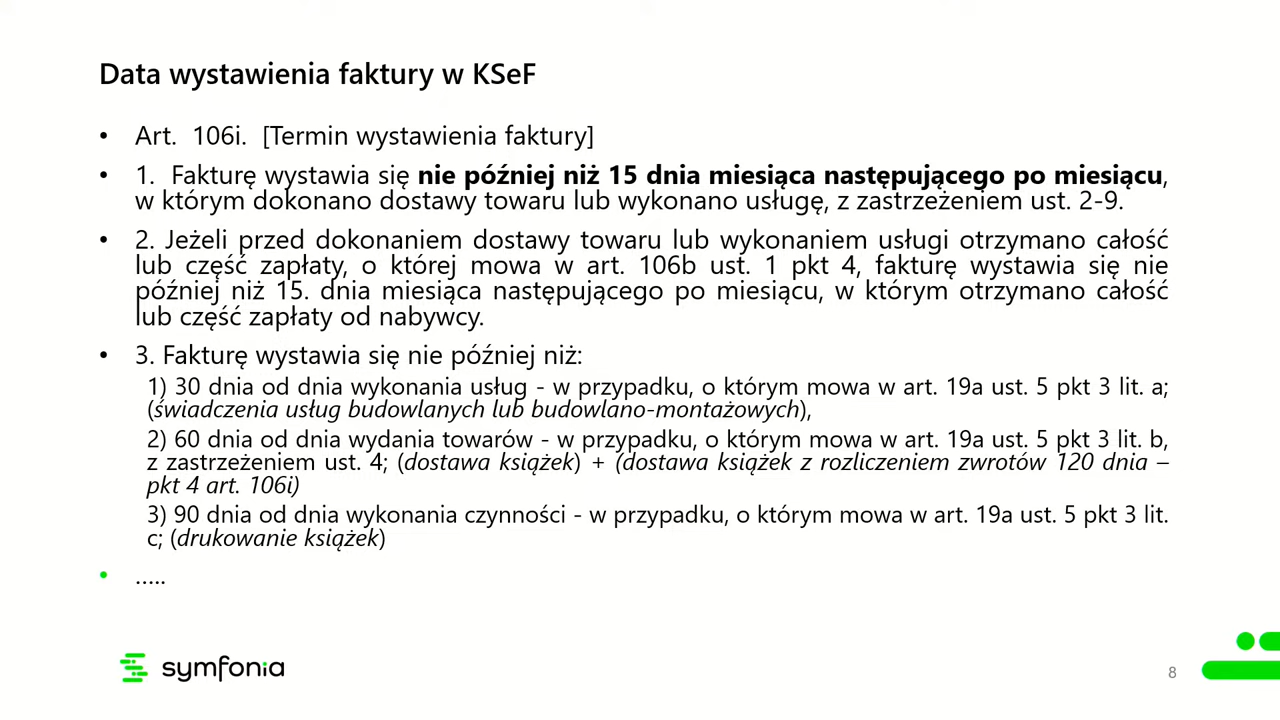 Data wystawienia faktury w KSeF
• Art. 106i. [Termin wystawienia faktury]
• 1. Fakturę wystawia się nie później niż 15 dnia miesiąca następującego po miesiącu,
w którym dokonano dostawy towaru lub wykonano usługę, z zastrzeżeniem ust. 2-9.
• 2. Jeżeli przed dokonaniem dostawy towaru lub wykonaniem usługi otrzymano całość
lub część zapłaty, o której mowa w art. 106b ust. 1 pkt 4, fakturę wystawia się nie
później niż 15. dnia miesiąca następującego po miesiącu, w którym otrzymano całość
lub część zapłaty od nabywcy.
• 3. Fakturę wystawia się nie później niż:
1) 30 dnia od dnia wykonania usług - w przypadku, o którym mowa w art. 19a ust. 5 pkt 3 lit. a;
(świadczenia usług budowlanych lub budowlano-montażowych),
2) 60 dnia od dnia wydania towarów - w przypadku, o którym mowa w art. 19a ust. 5 pkt 3 lit. b,
z zastrzeżeniem ust. 4; (dostawa książek) + (dostawa książek z rozliczeniem zwrotów 120 dnia –
pkt 4 art. 106i)
3) 90 dnia od dnia wykonania czynności - w przypadku, o którym mowa w art. 19a ust. 5 pkt 3 lit.
c; (drukowanie książek)
• .....
symfonia
8